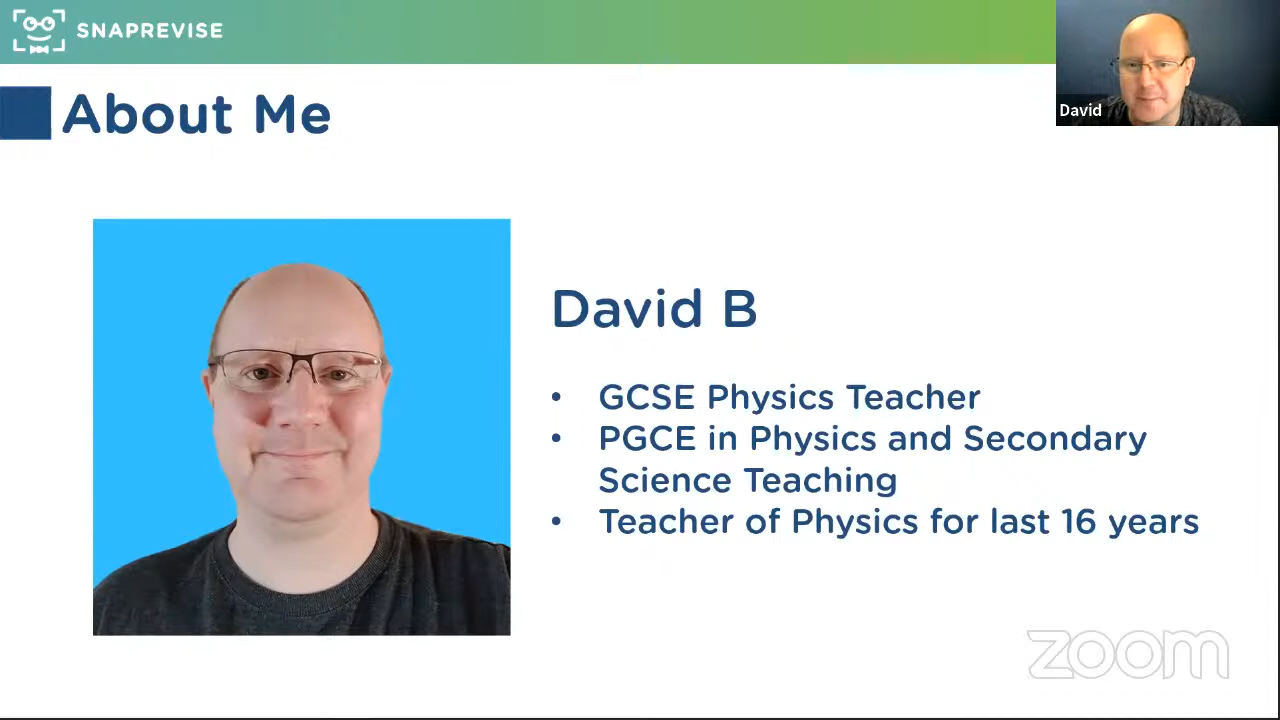 SNAPREVISE
David
About Me
David B
• GCSE Physics Teacher
• PGCE in Physics and Secondary
Science Teaching
• Teacher of Physics for last 16 years
zoom